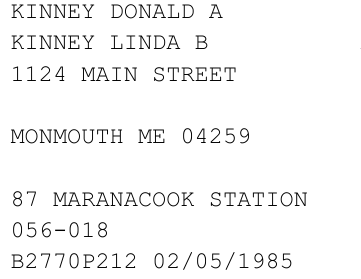 KINNEY DONALD A
KINNEY LINDA B
1124 MAIN STREET
MONMOUTH ME 04259
87 MARANACOOK STATION
056-018
B2770P212 02/05/1985